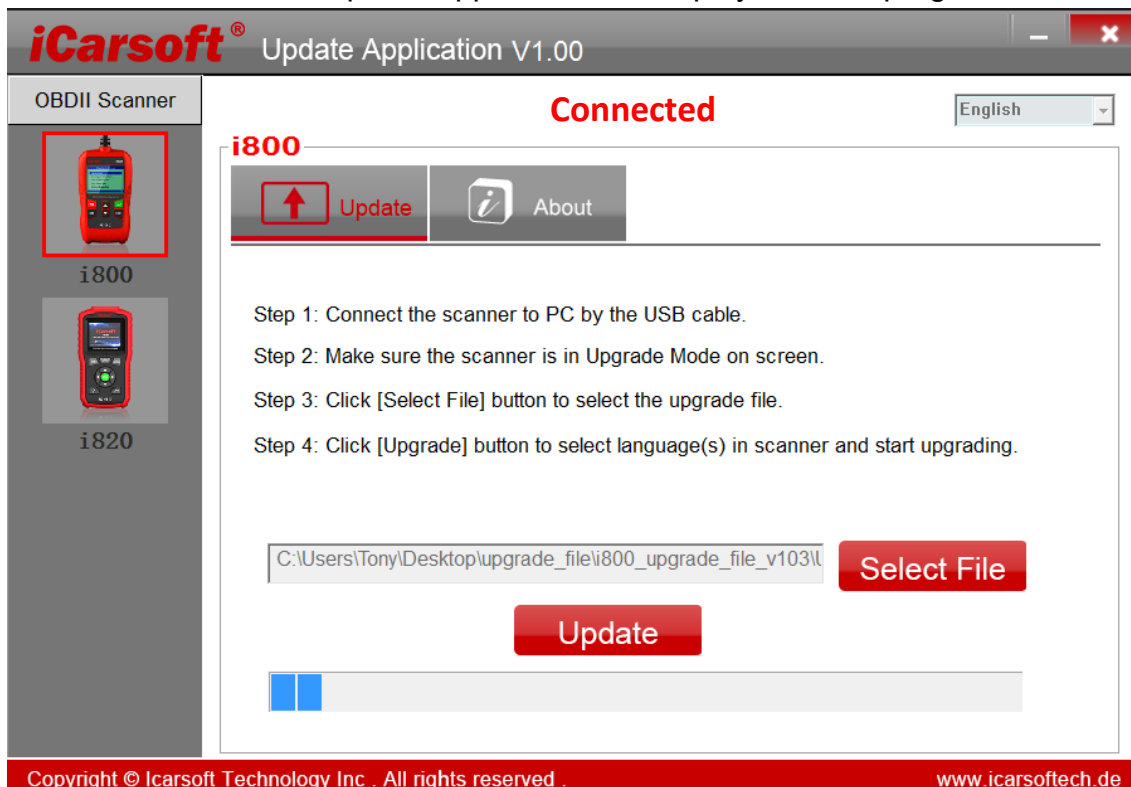 iCarsoft® Update Application V1.00
OBDII Scanner
Connected
English
i800
i820
i800
Update
About
Step 1: Connect the scanner to PC by the USB cable.
Step 2: Make sure the scanner is in Upgrade Mode on screen.
Step 3: Click [Select File] button to select the upgrade file.
Step 4: Click [Upgrade] button to select language(s) in scanner and start upgrading.
C:\Users\Tony\Desktop\upgrade_file\i800_upgrade_file_v103\
Select File
Update
Copyright © Icarsoft Technology Inc . All rights reserved .
www.icarsoftech.de